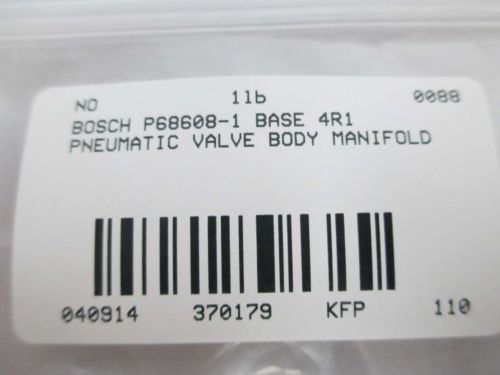 NO 1lb 0088
BOSCH P68608-1 BASE 4R1
PNEUMATIC VALVE BODY MANIFOLD
040914 370179 KFP 110